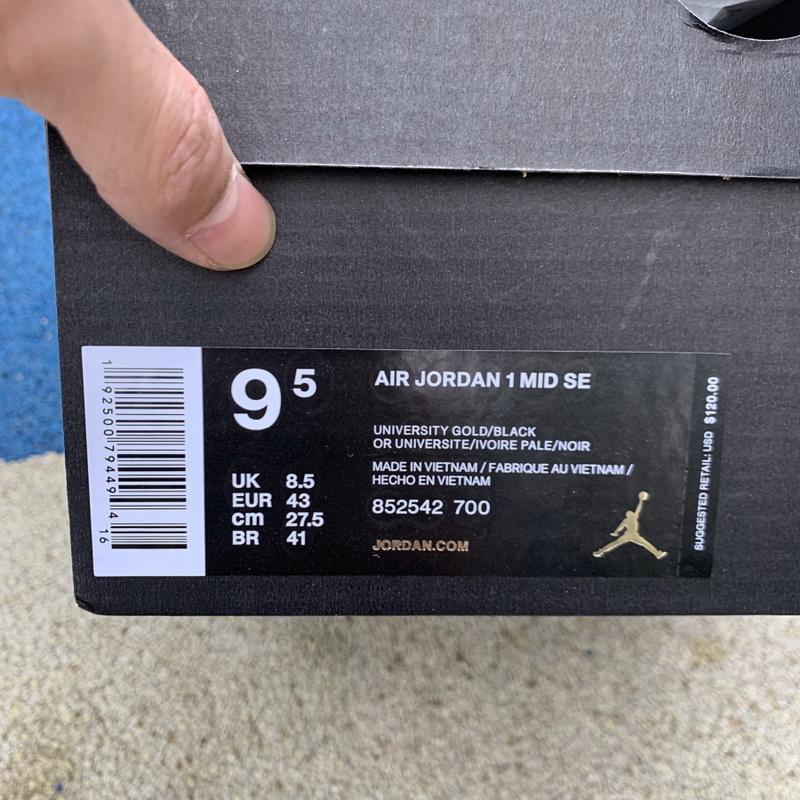 1 92500 79449 4 16
9 5
UK 8.5
EUR 43
cm 27.5
BR 41
AIR JORDAN 1 MID SE
UNIVERSITY GOLD/BLACK
OR UNIVERSITE/IVOIRE PALE/NOIR
MADE IN VIETNAM / FABRIQUE AU VIETNAM /
HECHO EN VIETNAM
852542 700
JORDAN.COM
SUGGESTED RETAIL: USD $120.00